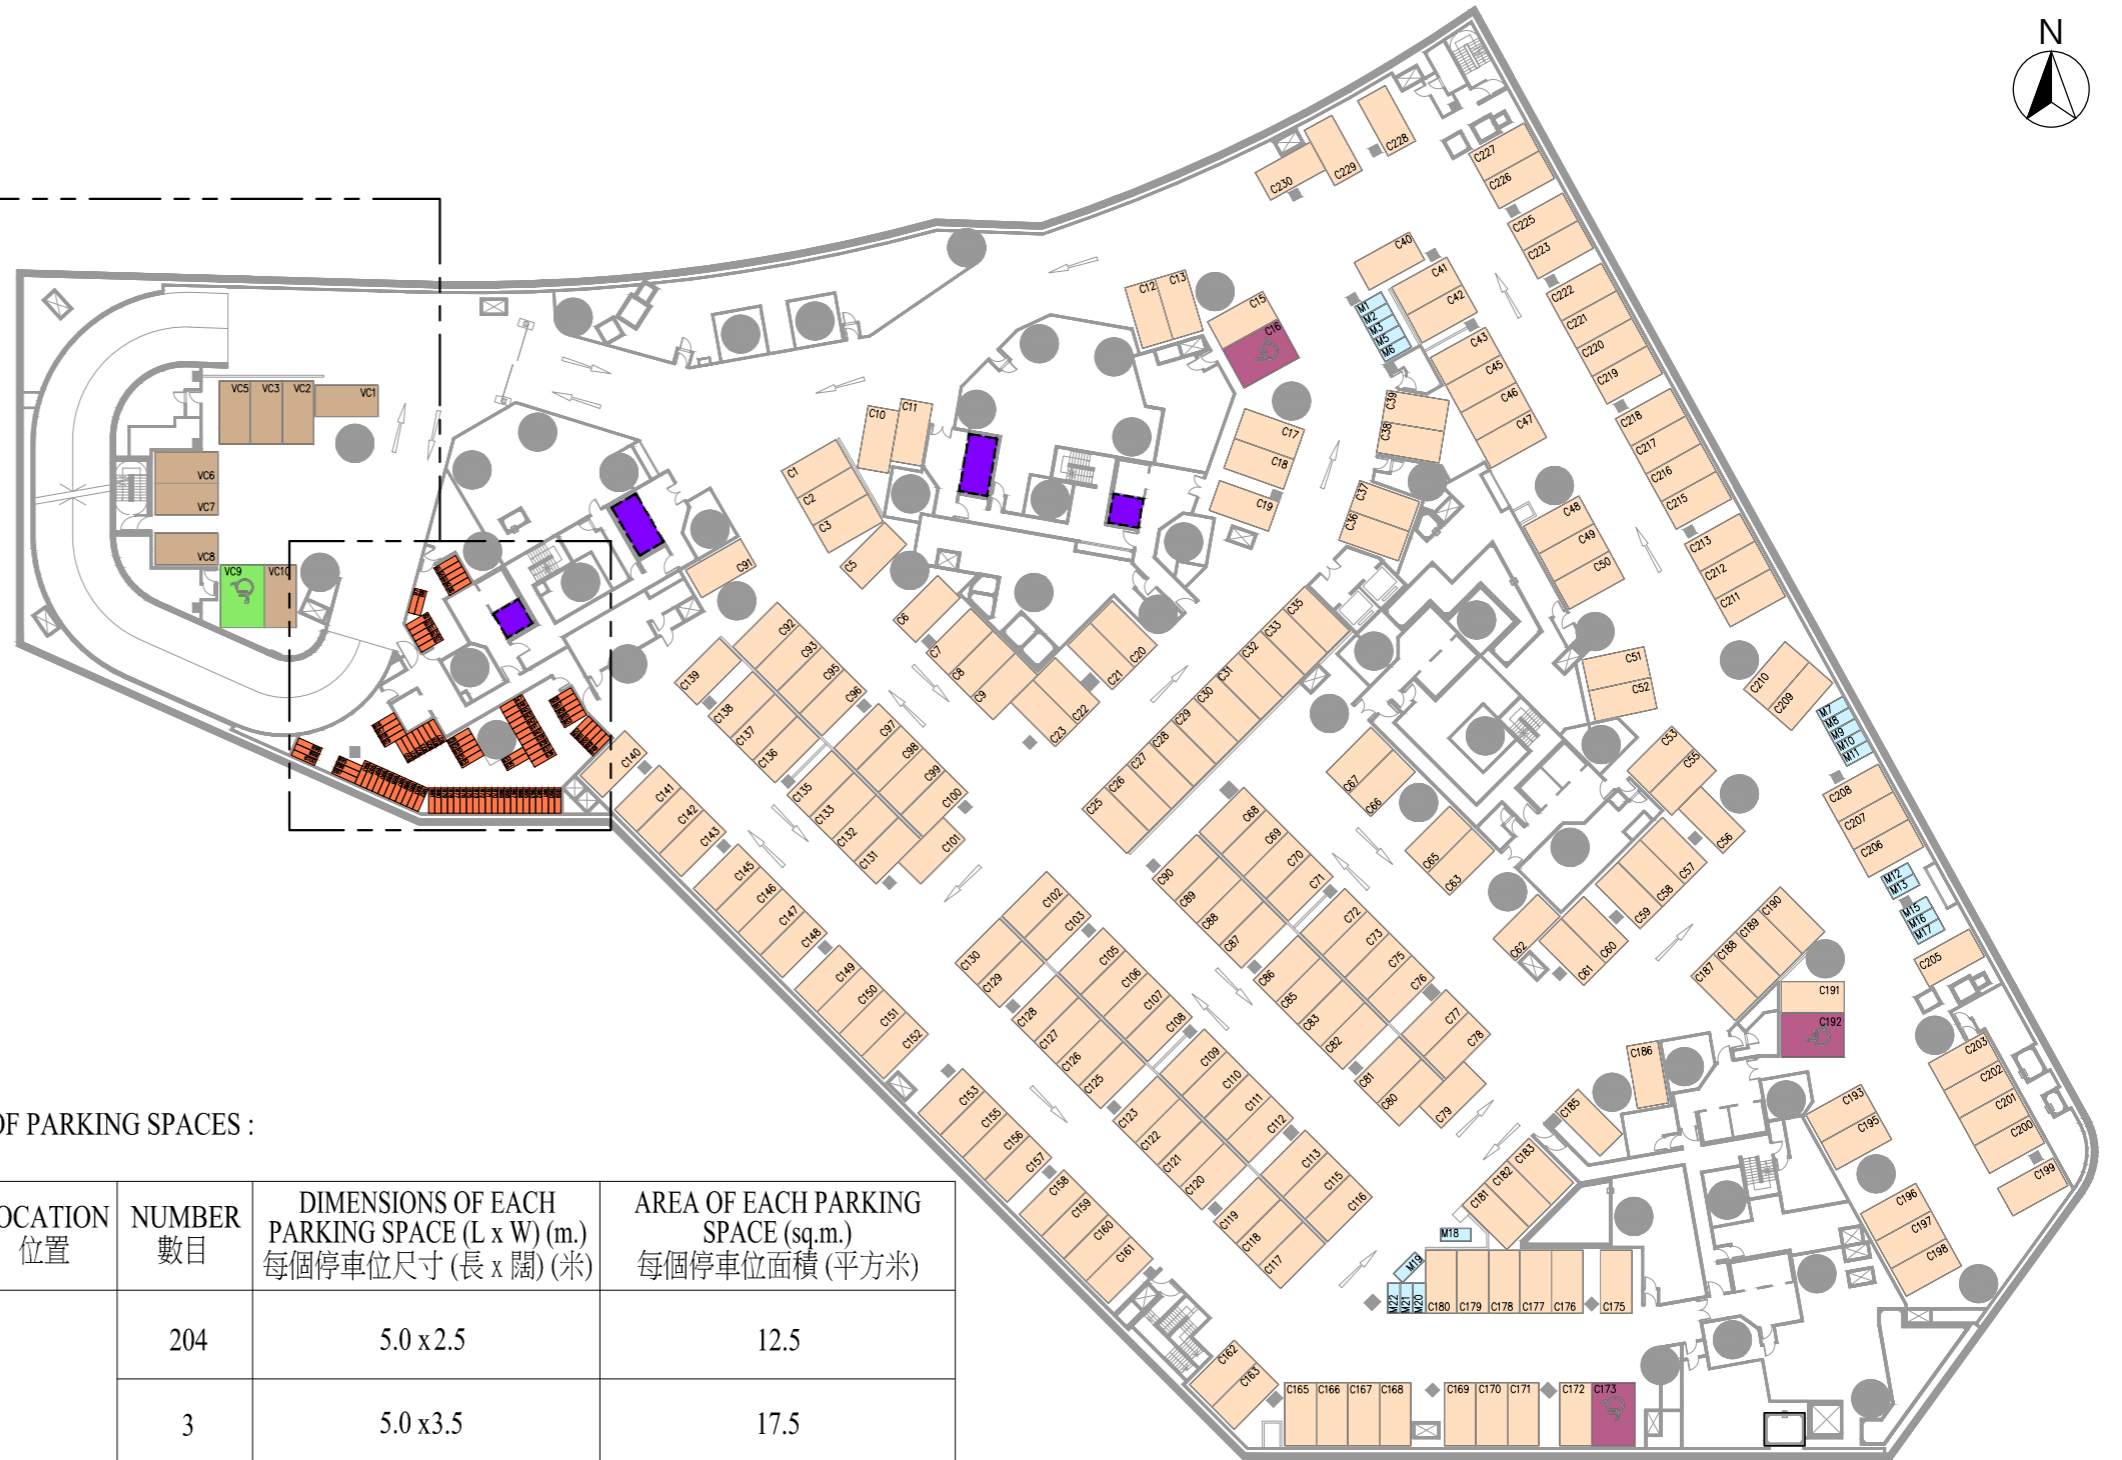 N
C228
C229
C230
C227
C226
C225
C223
C222
C221
C220
C219
C218
C217
C216
C215
C213
C212
C211
C210
C209
C40
C41
C42
C43
C45
C46
C47
M1
M2
M3
M5
M6
C12
C13
C15
C16
C17
C18
C19
C39
C38
C37
C36
C48
C49
C50
C51
C52
C53
C55
C56
C57
C58
C59
C60
C61
C62
C63
C65
C66
C67
VC5
VC3
VC2
VC1
VC6
VC7
VC8
VC9
VC10
C10
C11
C1
C2
C3
C5
C6
C7
C8
C9
C20
C21
C22
C23
C91
C92
C93
C95
C96
C97
C98
C99
C100
C101
C139
C138
C137
C136
C135
C133
C132
C131
C140
C141
C142
C143
C145
C146
C147
C148
C149
C150
C151
C152
C153
C155
C156
C157
C158
C159
C160
C161
C162
C163
C35
C33
C32
C31
C30
C29
C28
C27
C26
C25
C68
C69
C70
C71
C72
C73
C75
C76
C77
C78
C79
C80
C81
C82
C83
C85
C86
C87
C88
C89
C90
C102
C103
C105
C106
C107
C108
C109
C110
C111
C112
C113
C115
C116
C117
C118
C119
C120
C121
C122
C123
C125
C126
C127
C128
C129
C130
M7
M8
M9
M10
M11
C208
C207
C206
M12
M13
M15
M16
M17
C205
C190
C189
C188
C187
C191
C192
C186
C185
C183
C182
C181
C193
C195
C196
C197
C198
C203
C202
C201
C200
C199
M18
M19
M22
M21
M20
C180
C179
C178
C177
C176
C175
C165
C166
C167
C168
C169
C170
C171
C172
C173
OF PARKING SPACES :
OCATION
位置
NUMBER
數目
DIMENSIONS OF EACH
PARKING SPACE (L x W) (m.)
每個停車位尺寸 (長 x 闊) (米)
AREA OF EACH PARKING
SPACE (sq.m.)
每個停車位面積 (平方米)
204
5.0 x 2.5
12.5
3
5.0 x3.5
17.5